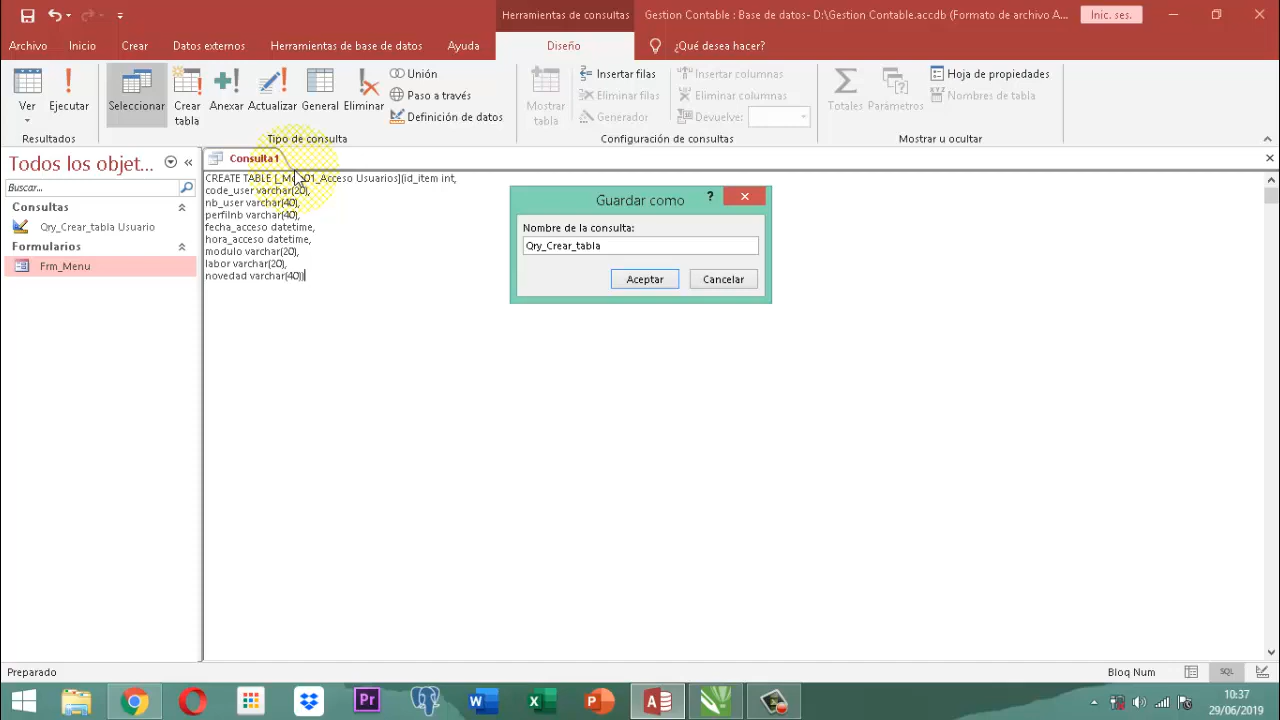 Herramientas de consultas
Gestion Contable : Base de datos- D:\Gestion Contable.accdb (Formato de archivo A...
Inic. ses.
Archivo
Inicio
Crear
Datos externos
Herramientas de base de datos
Ayuda
Diseño
¿Qué desea hacer?
Ver
Ejecutar
Resultados
Seleccionar
Crear
tabla
Anexar
Actualizar
General
Eliminar
Unión
Paso a través
Definición de datos
Tipo de consulta
Mostrar
tabla
Insertar filas
Eliminar filas
Generador
Insertar columnas
Eliminar columnas
Devuelve:
Configuración de consultas
Totales
Parámetros
Hoja de propiedades
Nombres de tabla
Mostrar u ocultar
Todos los objet...
Buscar...
Consultas
Qry_Crear_tabla Usuario
Formularios
Frm_Menu
Consulta1
CREATE TABLE 01_Acceso Usuarios](id_item int,
code_user varchar(20),
nb_user varchar(40),
perfilnb varchar(40),
fecha_acceso datetime,
hora_acceso datetime,
modulo varchar(20),
labor varchar(20),
novedad varchar(40))
Guardar como
?
Nombre de la consulta:
Qry_Crear_tabla
Aceptar
Cancelar
Preparado
Bloq Num
SQL
10:37
29/06/2019